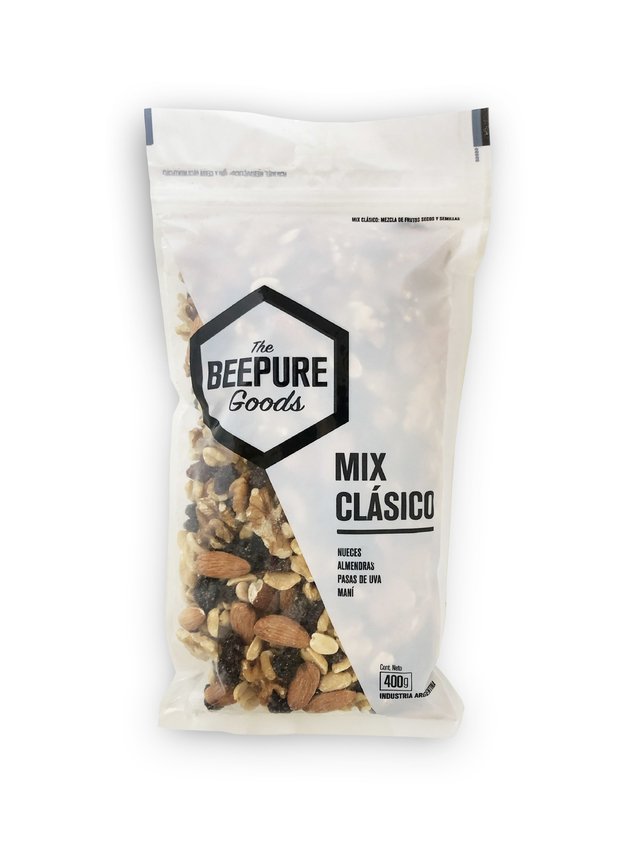 MIX CLÁSICO: MEZCLA DE FRUTOS SECOS Y SEMILLAS
The
BEEPURE
Goods
MIX
CLÁSICO
NUECES
ALMENDRAS
PASAS DE UVA
MANÍ
Cont. Neto
400g
INDUSTRIA ARGENTINA